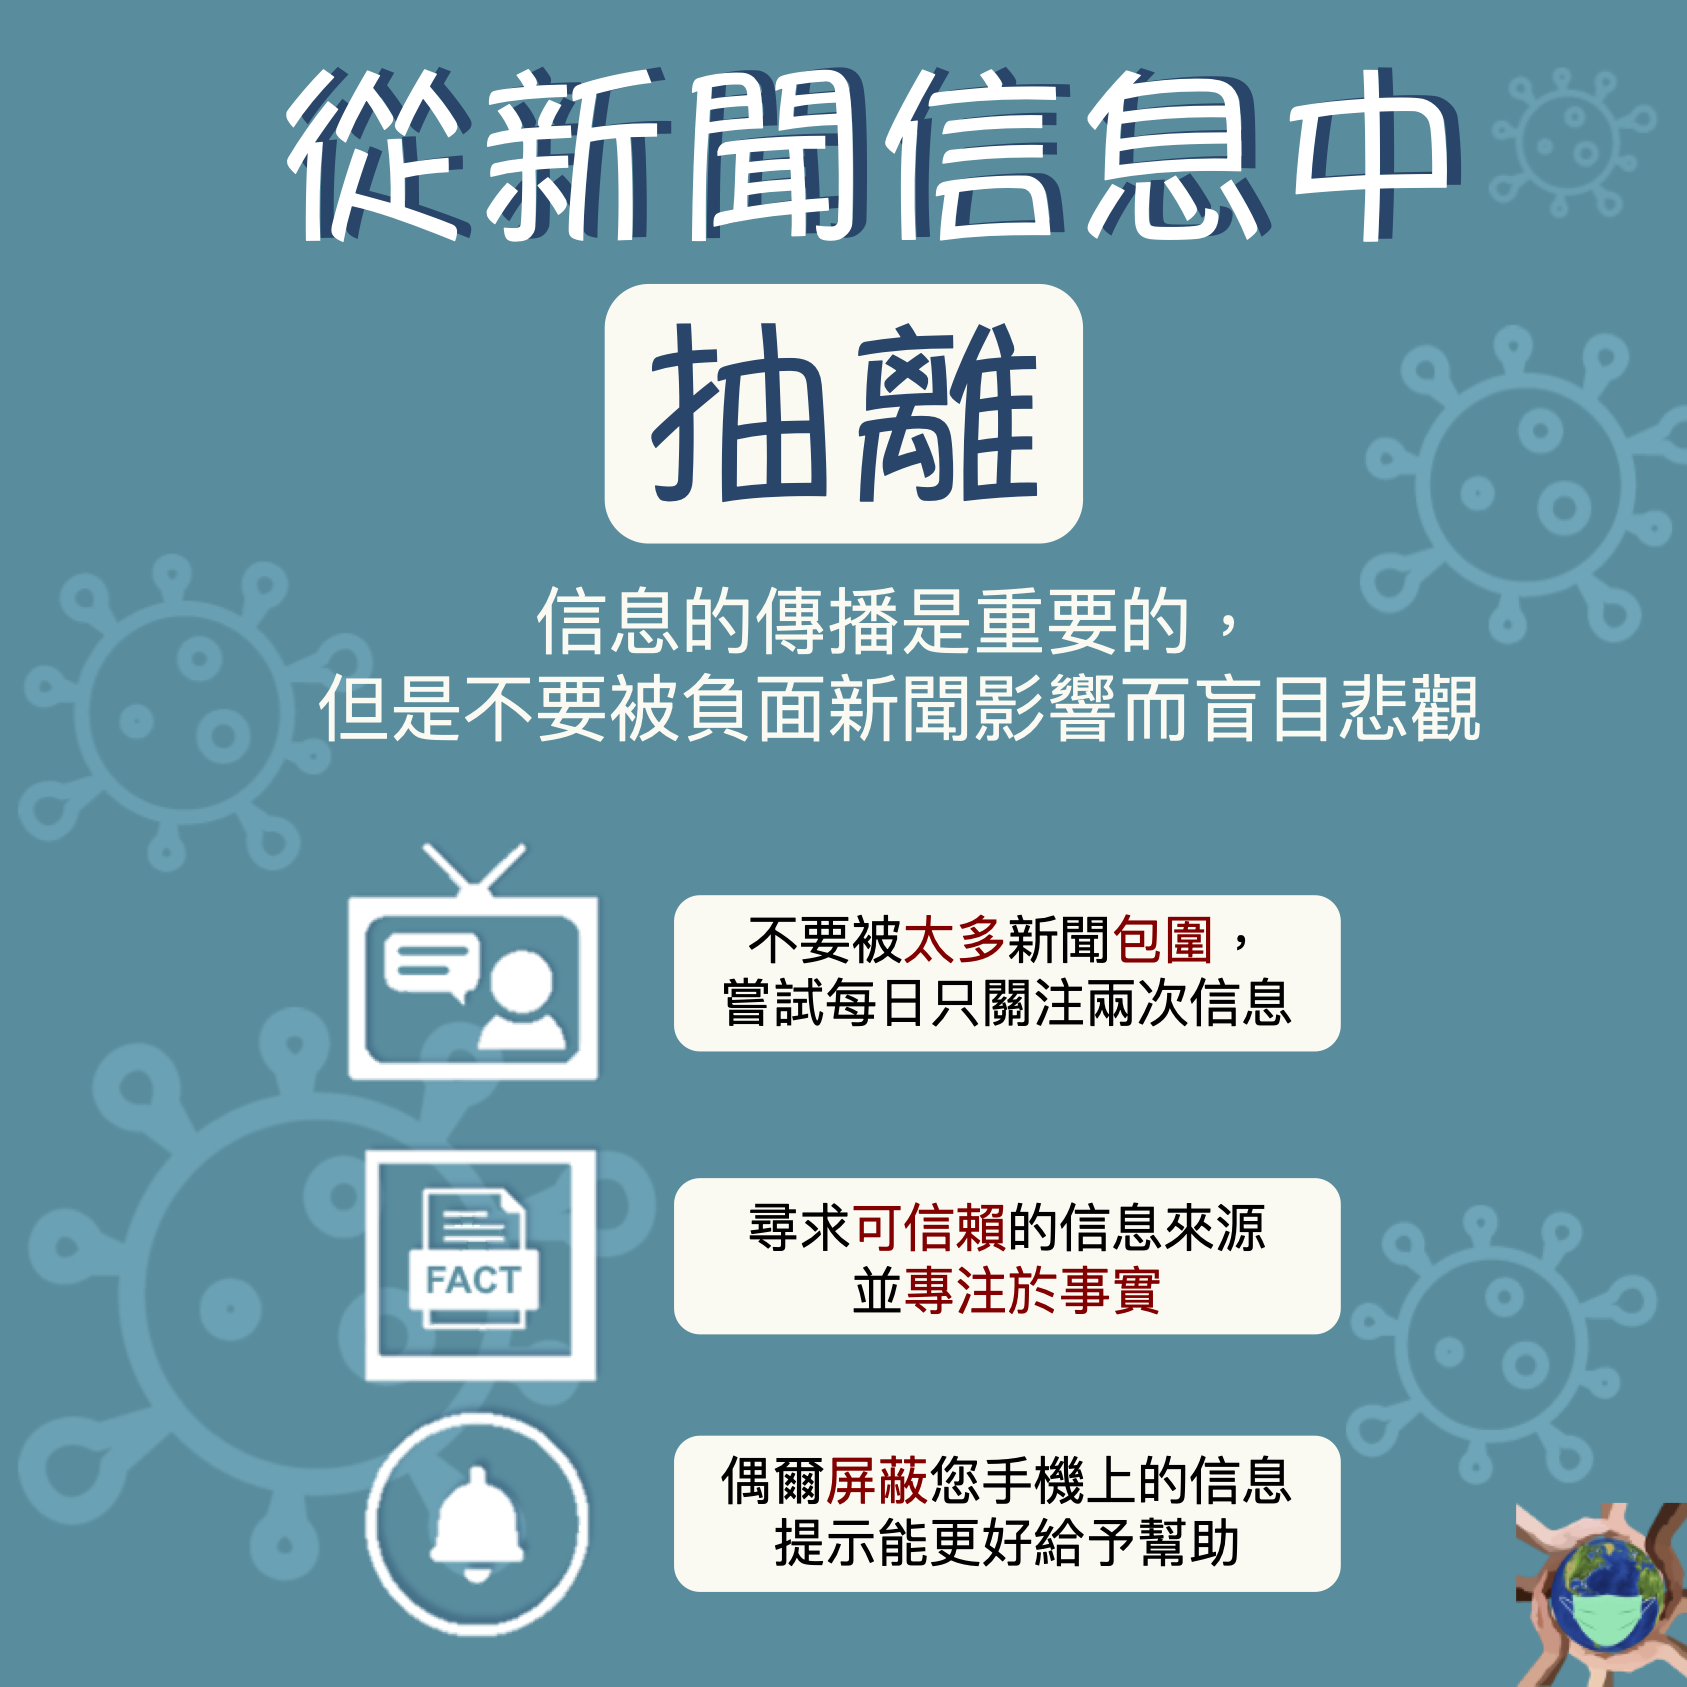 從新聞信息中
抽離
信息的傳播是重要的，
但是不要被負面新聞影響而盲目悲觀
不要被太多新聞包圍，
嘗試每日只關注兩次信息
尋求可信賴的信息來源
並專注於事實
FACT
偶爾屏蔽您手機上的信息
提示能更好給予幫助